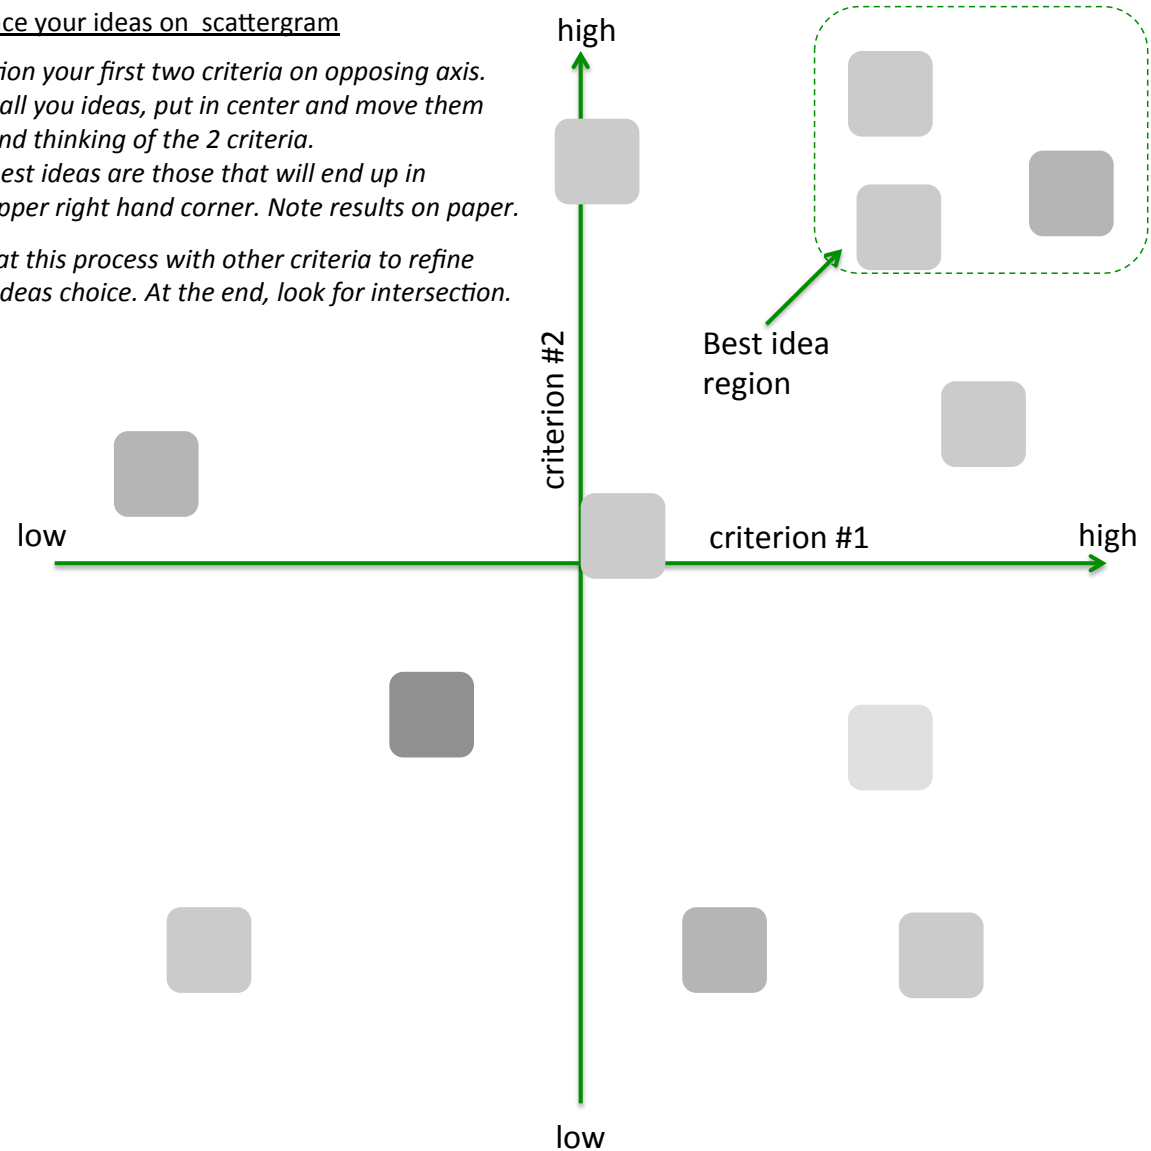 ce your ideas on scattergram
tion your first two criteria on opposing axis.
all you ideas, put in center and move them
nd thinking of the 2 criteria.
est ideas are those that will end up in
pper right hand corner. Note results on paper.
at this process with other criteria to refine
deas choice. At the end, look for intersection.
high
criterion #2
Best idea
region
low
criterion #1
high
low